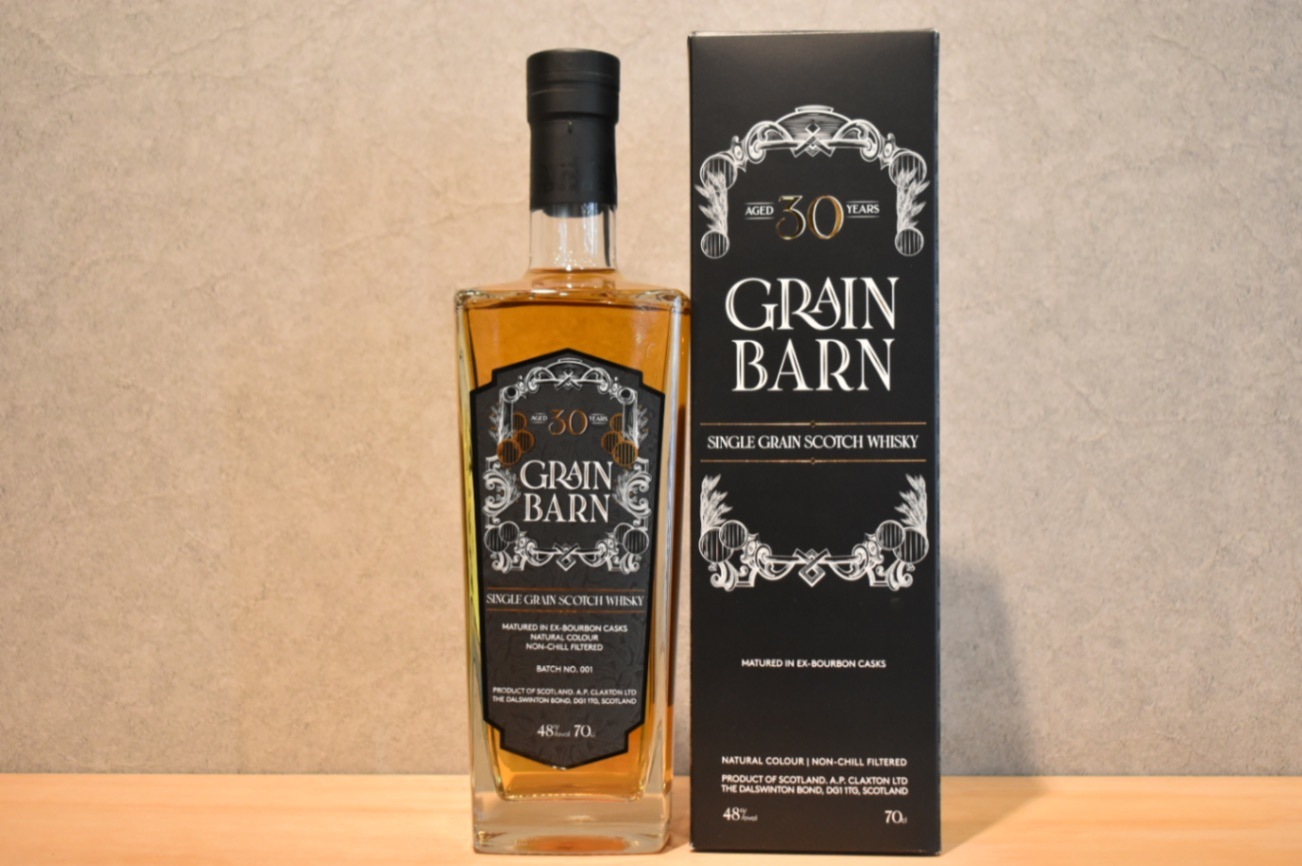 AGED 30 YEARS
GRAIN
BARN
SINGLE GRAIN SCOTCH WHISKY
MATURED IN EX-BOURBON CASKS
NATURAL COLOUR
NON-CHILL FILTERED
BATCH NO. 001
PRODUCT OF SCOTLAND. A.P. CLAXTON LTD
THE DALSWINTON BOND, DG1 1TG, SCOTLAND
48% 70cl
AGED 30 YEARS
GRAIN
BARN
SINGLE GRAIN SCOTCH WHISKY
MATURED IN EX-BOURBON CASKS
NATURAL COLOUR | NON-CHILL FILTERED
PRODUCT OF SCOTLAND. A.P. CLAXTON LTD
THE DALSWINTON BOND, DG1 1TG, SCOTLAND
48% 70cl